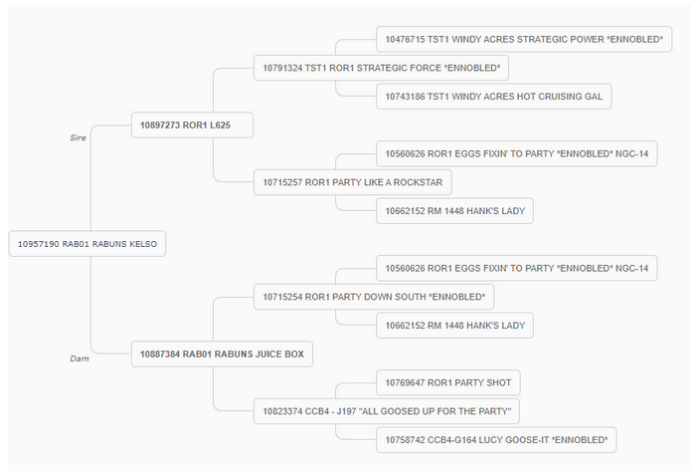 10476715 TST1 WINDY ACRES STRATEGIC POWER *ENNOBLED*
10791324 TST1 ROR1 STRATEGIC FORCE *ENNOBLED*
10743186 TST1 WINDY ACRES HOT CRUISING GAL
10897273 ROR1 L625
Sire
10560626 ROR1 EGGS FIXIN' TO PARTY *ENNOBLED* NGC-14
10715257 ROR1 PARTY LIKE A ROCKSTAR
10662152 RM 1448 HANK'S LADY
10957190 RAB01 RABUNS KELSO
10560626 ROR1 EGGS FIXIN' TO PARTY *ENNOBLED* NGC-14
10715254 ROR1 PARTY DOWN SOUTH *ENNOBLED*
10662152 RM 1448 HANK'S LADY
10887384 RAB01 RABUNS JUICE BOX
Dam
10769647 ROR1 PARTY SHOT
10823374 CCB4 - J197 "ALL GOOSED UP FOR THE PARTY"
10758742 CCB4-G164 LUCY GOOSE-IT *ENNOBLED*